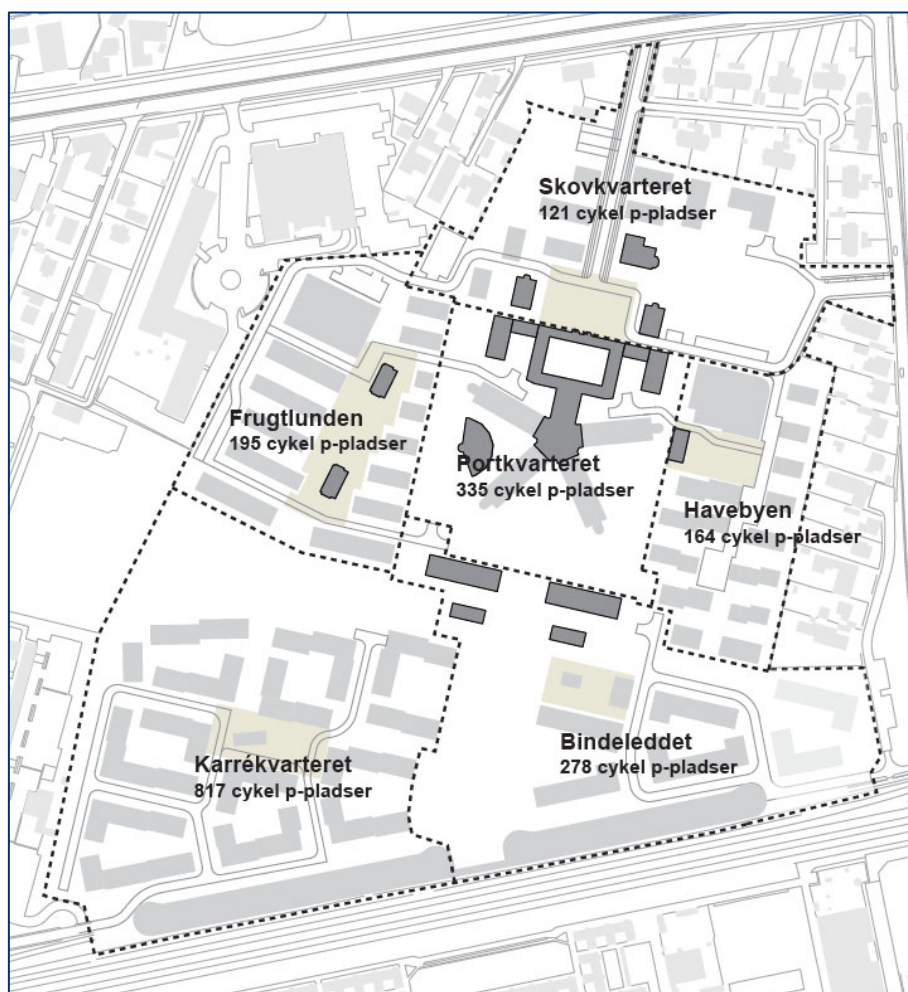 Skovkvarteret
121 cykel p-pladser
Frugtlunden
195 cykel p-pladser
Portkvarteret
335 cykel p-pladser
Havebyen
164 cykel p-pladser
Karrékvarteret
817 cykel p-pladser
Bindeleddet
278 cykel p-pladser